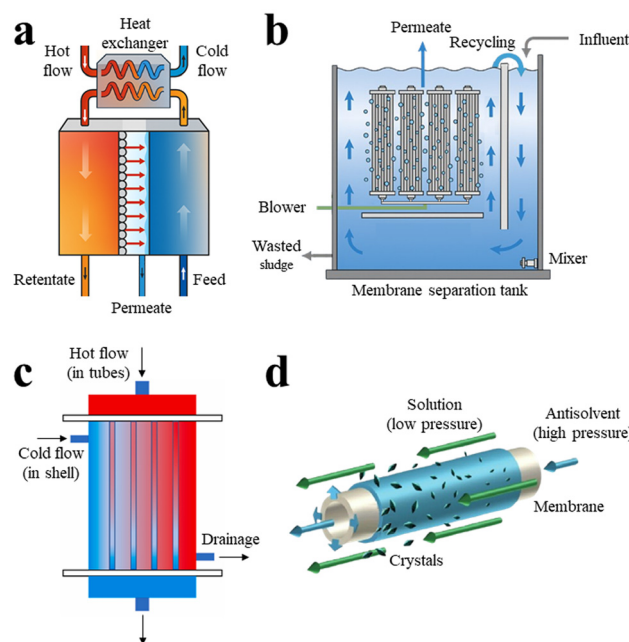 a
Heat
exchanger
Hot
flow
Cold
flow
Retentate
Feed
Permeate
b
Permeate
Recycling
Influent
Blower
Wasted
sludge
Mixer
Membrane separation tank
c
Hot flow
(in tubes)
Cold flow
(in shell)
Drainage
d
Solution
(low pressure)
Antisolvent
(high pressure)
Membrane
Crystals